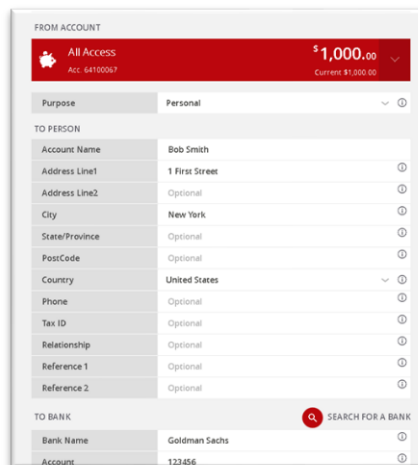 FROM ACCOUNT
All Access
$1,000.00
Acc. 64100067
Current $1,000.00
Purpose Personal
TO PERSON
Account Name Bob Smith
Address Line1 1 First Street
Address Line2 Optional
City New York
State/Province Optional
PostCode Optional
Country United States
Phone Optional
Tax ID Optional
Relationship Optional
Reference 1 Optional
Reference 2 Optional
TO BANK SEARCH FOR A BANK
Bank Name Goldman Sachs
Account 123456